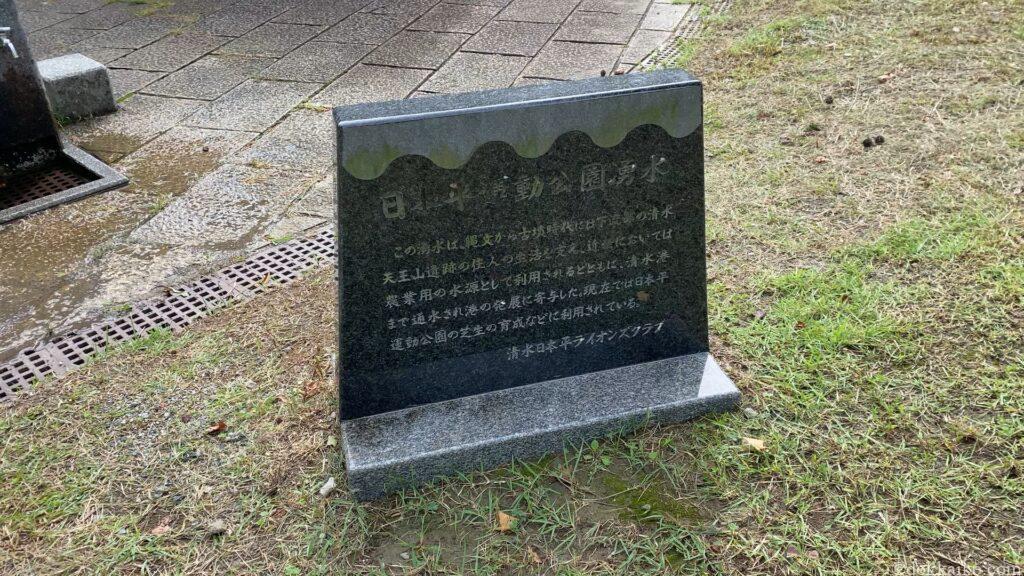 日本平運動公園湧水
この湧水は、縄文から古墳時代には の清水
天王山遺跡の住人の生活を支え、近 においては
農業用の水源として利用されるとともに、清水港
まで通水され港の発展に寄与した。現在では日本平
運動公園の芝生の育成などに利用されている。
清水日本平ライオンズクラブ
©dekkaiko.com